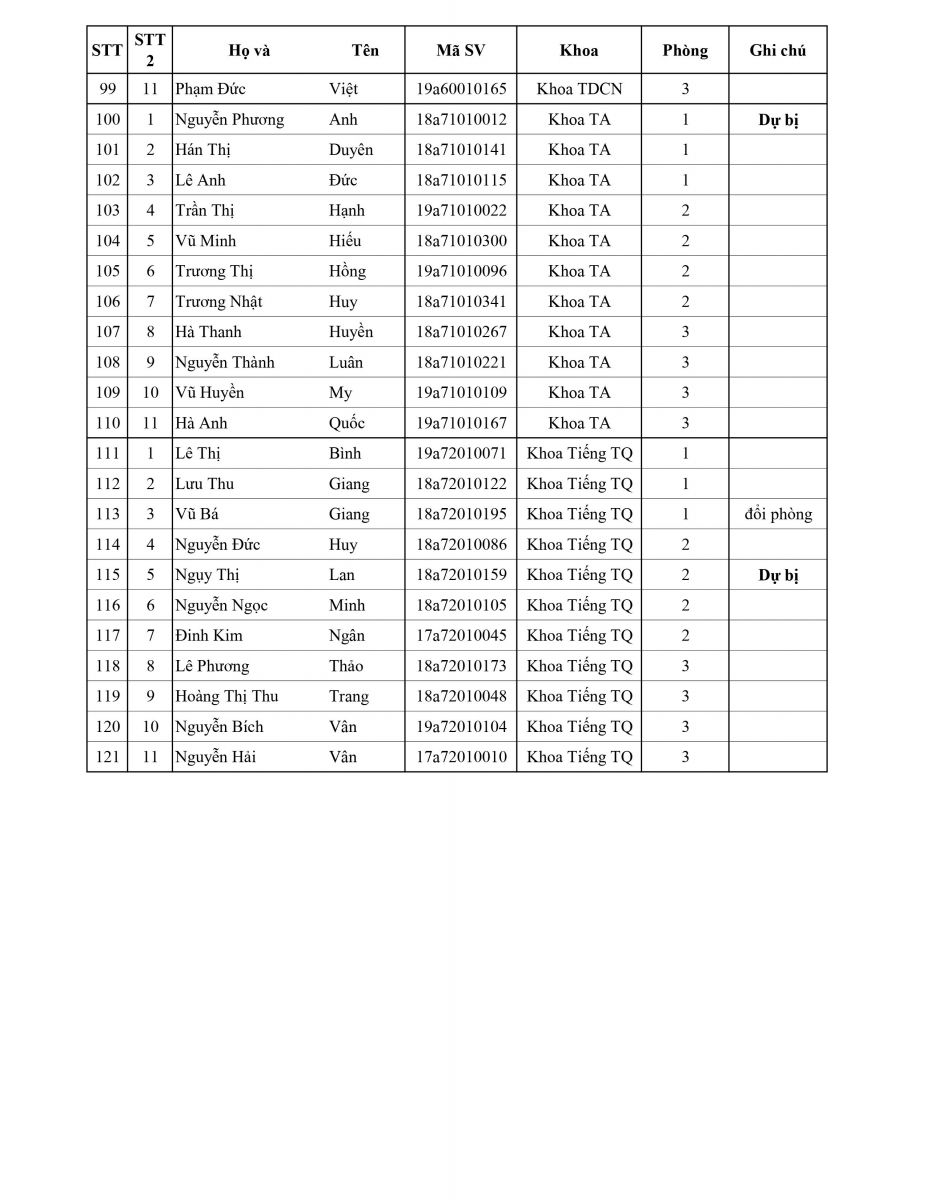 STT STT 2 Họ và Tên Mã SV Khoa Phòng Ghi chú
99 11 Phạm Đức Việt 19a60010165 Khoa TDCN 3
100 1 Nguyễn Phương Anh 18a71010012 Khoa TA 1 Dự bị
101 2 Hán Thị Duyên 18a71010141 Khoa TA 1
102 3 Lê Anh Đức 18a71010115 Khoa TA 1
103 4 Trần Thị Hạnh 19a71010022 Khoa TA 2
104 5 Vũ Minh Hiếu 18a71010300 Khoa TA 2
105 6 Trương Thị Hồng 19a71010096 Khoa TA 2
106 7 Trương Nhật Huy 18a71010341 Khoa TA 2
107 8 Hà Thanh Huyền 18a71010267 Khoa TA 3
108 9 Nguyễn Thành Luân 18a71010221 Khoa TA 3
109 10 Vũ Huyền My 19a71010109 Khoa TA 3
110 11 Hà Anh Quốc 19a71010167 Khoa TA 3
111 1 Lê Thị Bình 19a72010071 Khoa Tiếng TQ 1
112 2 Lưu Thu Giang 18a72010122 Khoa Tiếng TQ 1
113 3 Vũ Bá Giang 18a72010195 Khoa Tiếng TQ 1 đổi phòng
114 4 Nguyễn Đức Huy 18a72010086 Khoa Tiếng TQ 2
115 5 Ngụy Thị Lan 18a72010159 Khoa Tiếng TQ 2 Dự bị
116 6 Nguyễn Ngọc Minh 18a72010105 Khoa Tiếng TQ 2
117 7 Đinh Kim Ngân 17a72010045 Khoa Tiếng TQ 2
118 8 Lê Phương Thảo 18a72010173 Khoa Tiếng TQ 3
119 9 Hoàng Thị Thu Trang 18a72010048 Khoa Tiếng TQ 3
120 10 Nguyễn Bích Vân 19a72010104 Khoa Tiếng TQ 3
121 11 Nguyễn Hải Vân 17a72010010 Khoa Tiếng TQ 3